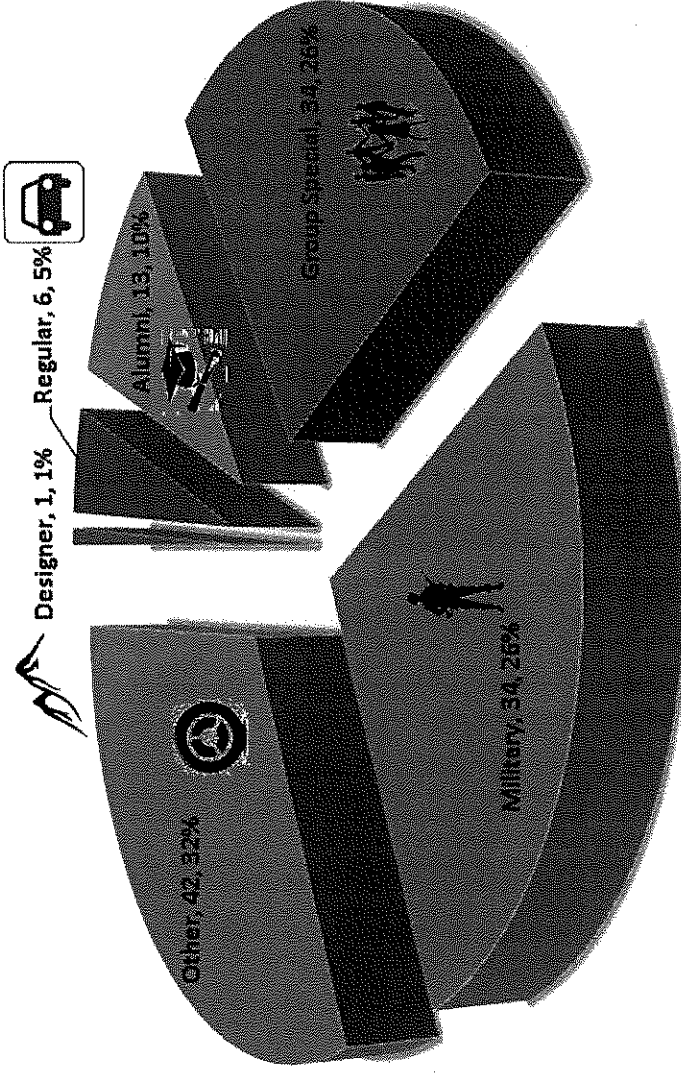 Designer, 1, 1%
Regular, 6, 5%
Alumni, 13, 10%
Group Special, 34, 26%
Military, 34, 26%
Other, 42, 32%